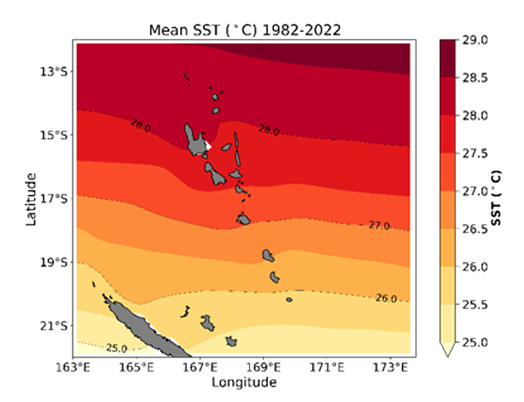 Mean SST (°C) 1982-2022
29.0
13°S
28.5
28.0
28.0
28.0
15°S
27.5
17°S
27.0
27.0
26.5
19°S
26.0
26.0
25.5
21°S
25.0
25.0
163°E 165°E 167°E 169°E 171°E 173°E
Longitude
Latitude
SST (°C)